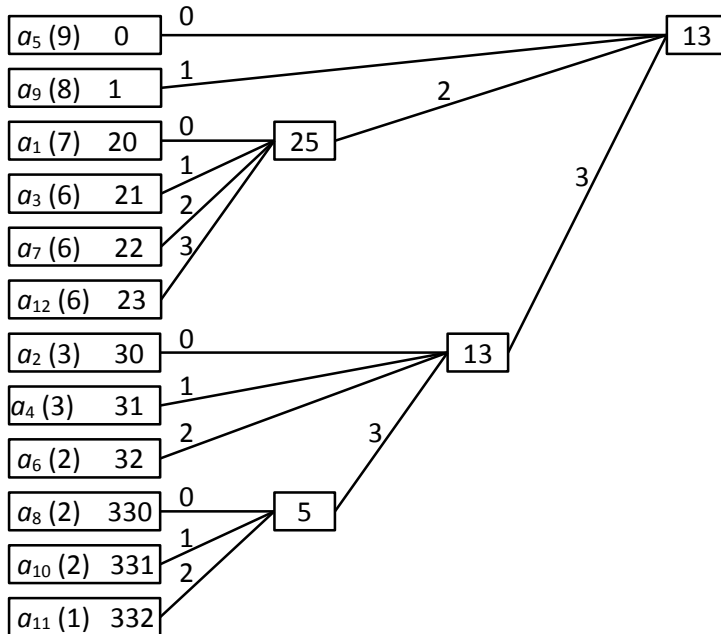 0
a5 (9) 0
13
1
a9 (8) 1
2
0
a1 (7) 20
25
1
3
a3 (6) 21
2
a7 (6) 22
3
a12 (6) 23
0
a2 (3) 30
13
1
a4 (3) 31
2
3
a6 (2) 32
0
a8 (2) 330
5
1
a10 (2) 331
2
a11 (1) 332